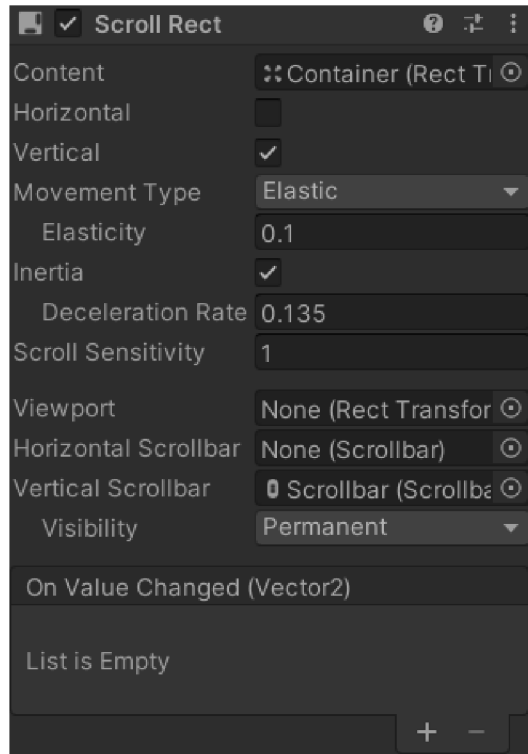 Scroll Rect
Content Container (Rect Tr
Horizontal
Vertical
Movement Type Elastic
Elasticity 0.1
Inertia
Deceleration Rate 0.135
Scroll Sensitivity 1
Viewport None (Rect Transfor
Horizontal Scrollbar None (Scrollbar)
Vertical Scrollbar Scrollbar (Scrollba
Visibility Permanent
On Value Changed (Vector2)
List is Empty
+ −